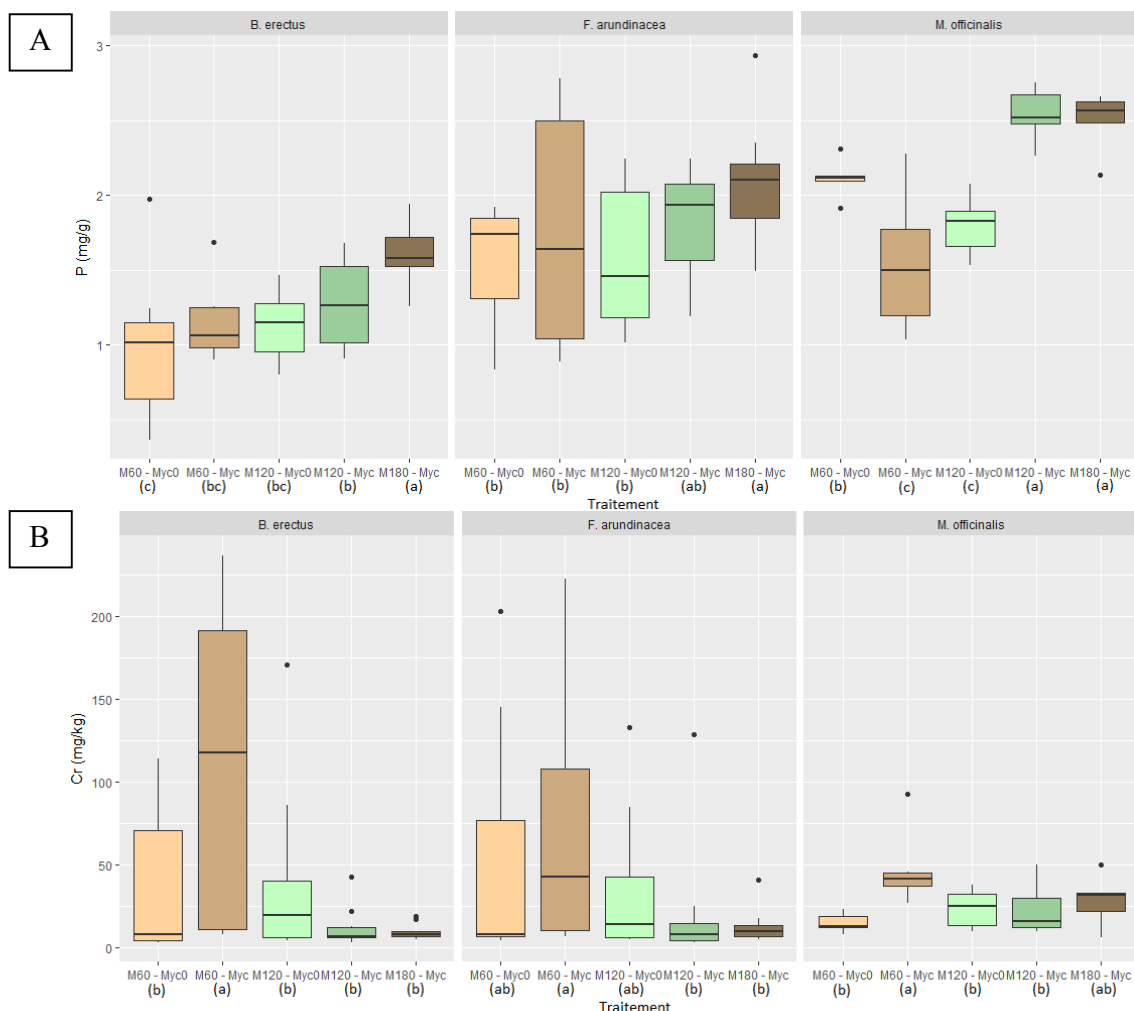 A
B. erectus F. arundinacea M. officinalis
3
2
1
P (mg/g)
M60 - Myc0 M60 - Myc M120 - Myc0 M120 - Myc M180 - Myc M60 - Myc0 M60 - Myc M120 - Myc0 M120 - Myc M180 - Myc M60 - Myc0 M60 - Myc M120 - Myc0 M120 - Myc M180 - Myc
(c) (bc) (bc) (b) (a) (b) (b) (b) (ab) (a) (b) (c) (c) (a) (a)
Traitement
B
B. erectus F. arundinacea M. officinalis
200
150
100
50
0
Cr (mg/kg)
M60 - Myc0 M60 - Myc M120 - Myc0 M120 - Myc M180 - Myc M60 - Myc0 M60 - Myc M120 - Myc0 M120 - Myc M180 - Myc M60 - Myc0 M60 - Myc M120 - Myc0 M120 - Myc M180 - Myc
(b) (a) (b) (b) (b) (ab) (a) (ab) (b) (b) (b) (a) (b) (b) (ab)
Traitement